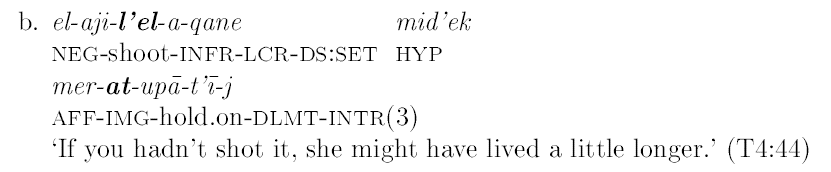 b. el-aji-l’el-a-qane mid’ek
NEG-shoot-INFR-LCR-DS:SET HYP
mer-at-upā-t’ī-j
AFF-IMG-hold.on-DLMT-INTR(3)
‘If you hadn’t shot it, she might have lived a little longer.’ (T4:44)